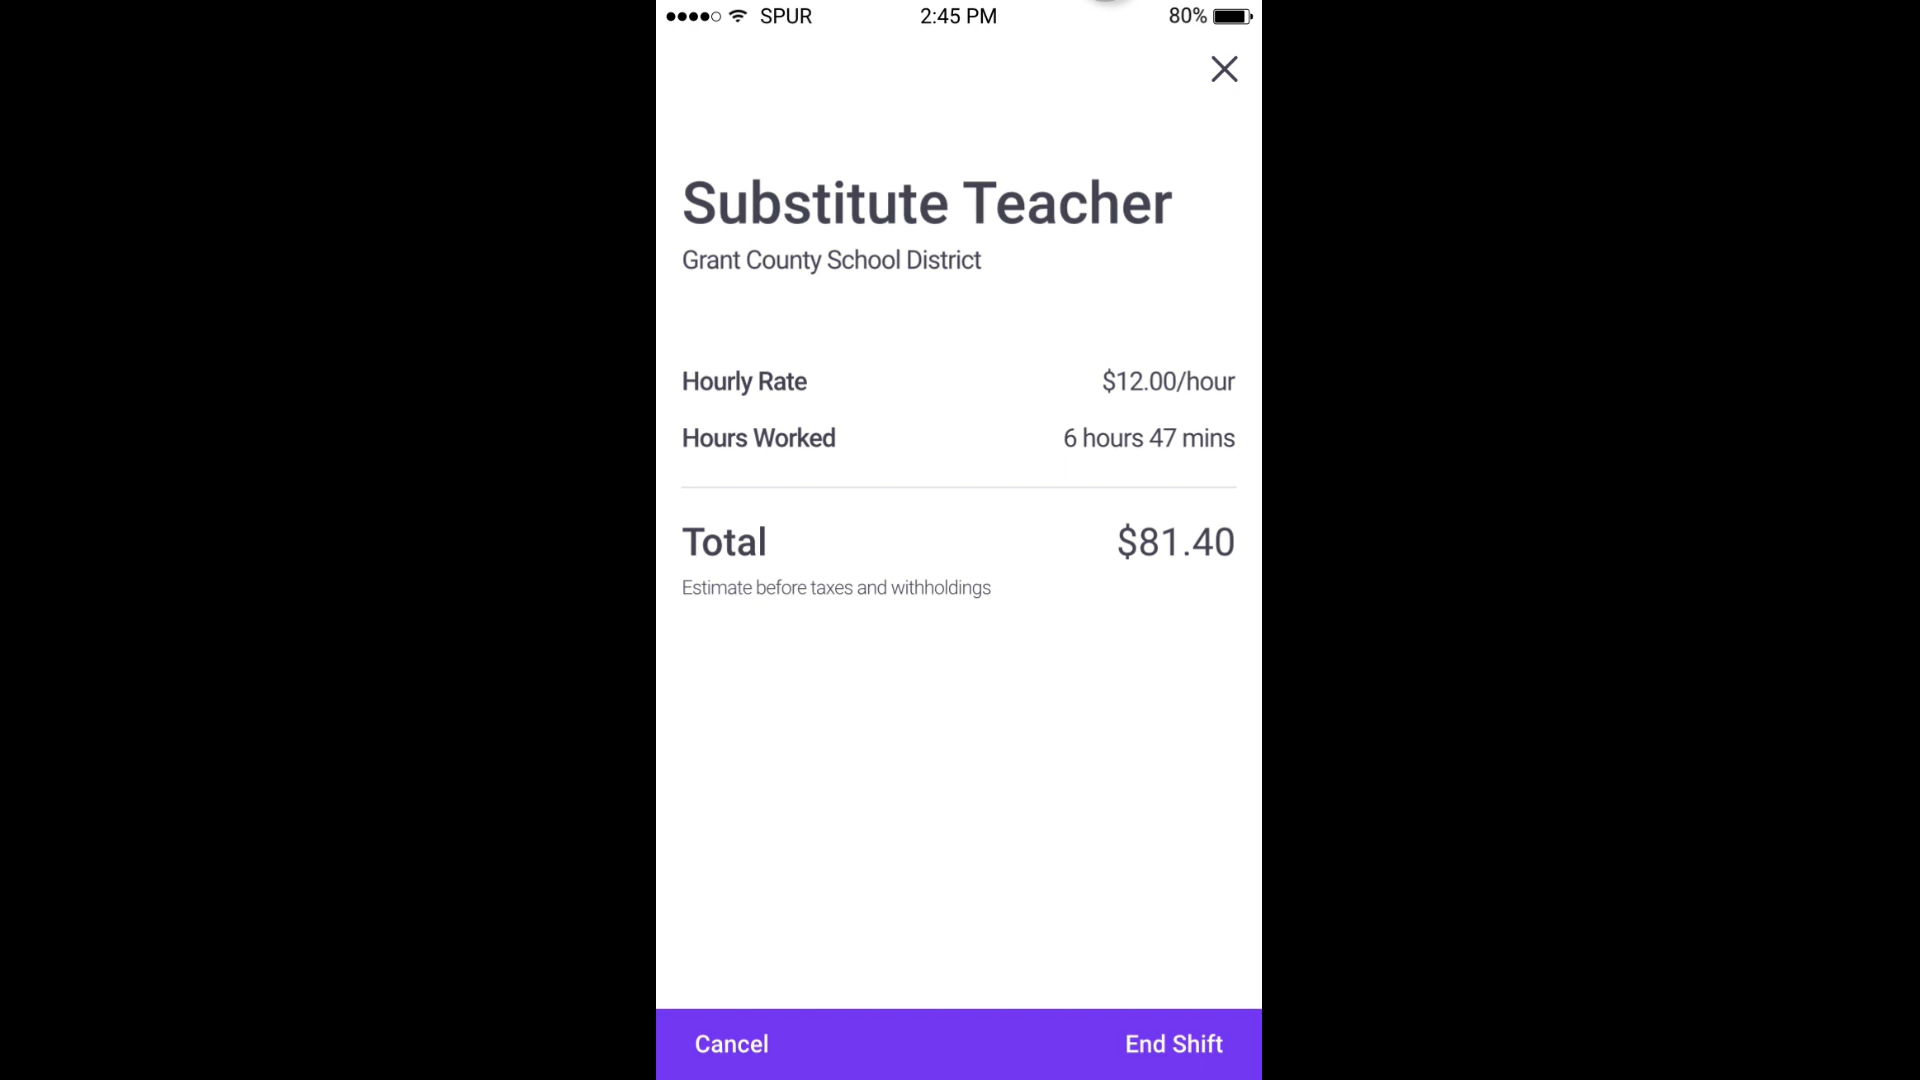 SPUR 2:45 PM 80%
Substitute Teacher
Grant County School District
Hourly Rate $12.00/hour
Hours Worked 6 hours 47 mins
Total $81.40
Estimate before taxes and withholdings
Cancel End Shift